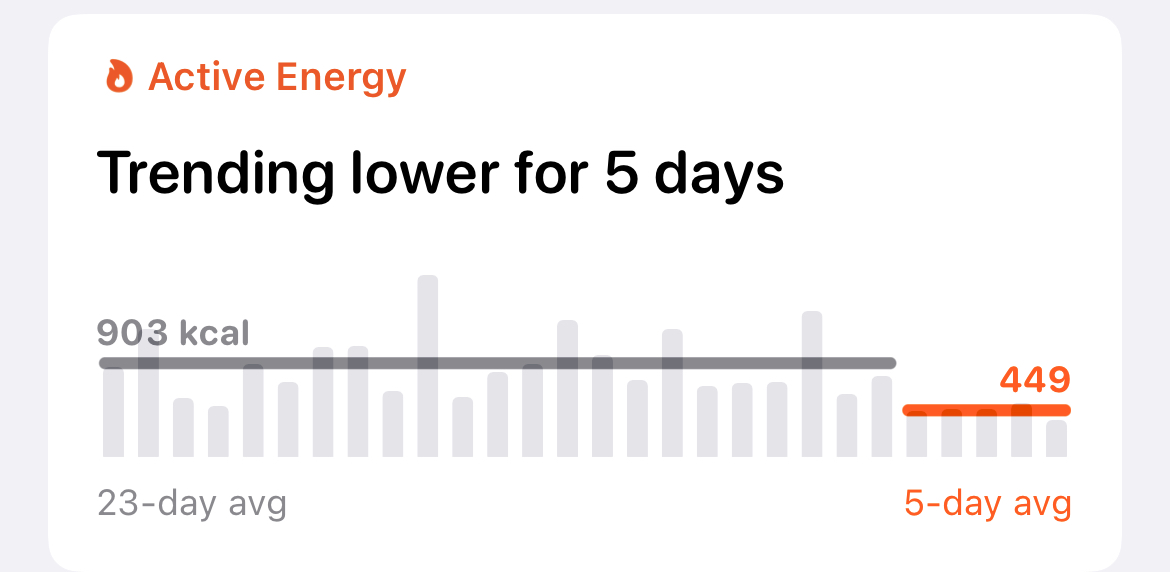 Active Energy
Trending lower for 5 days
903 kcal
449
23-day avg
5-day avg